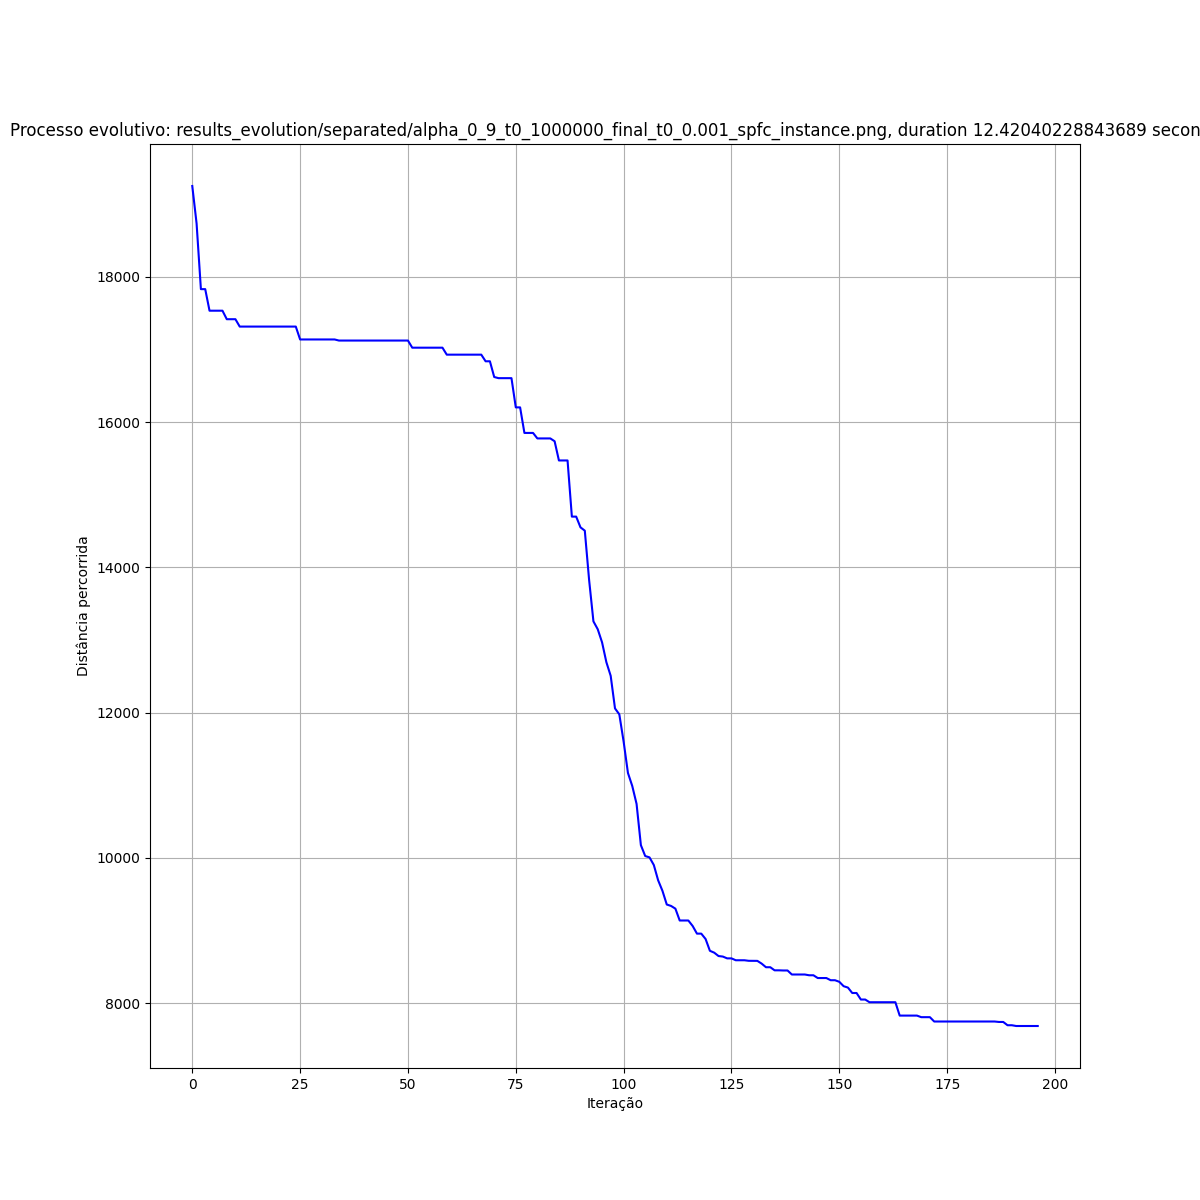 Processo evolutivo: results_evolution/separated/alpha_0_9_t0_1000000_final_t0_0.001_spfc_instance.png, duration 12.42040228843689 secon
18000
16000
14000
12000
10000
8000
Distância percorrida
0 25 50 75 100 125 150 175 200
Iteração